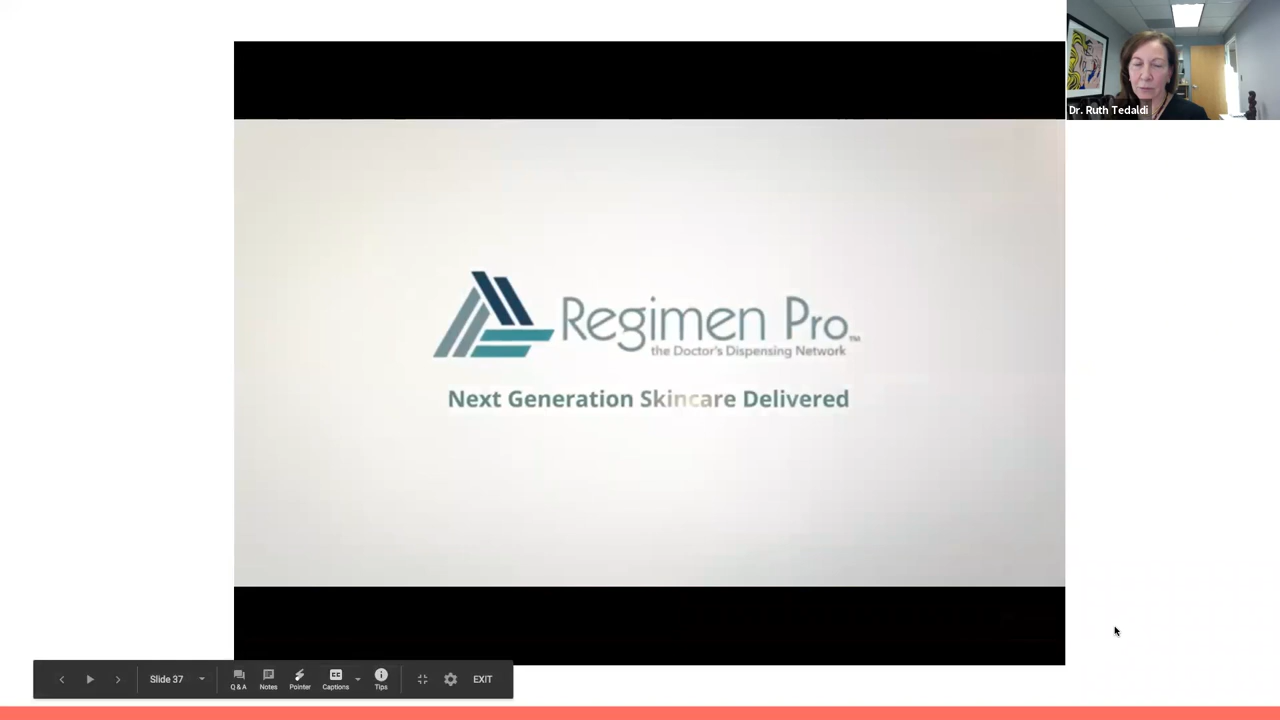 Dr. Ruth Tedaldi
Regimen Pro™
the Doctor's Dispensing Network
Next Generation Skincare Delivered
Slide 37
Q & A
Notes
Pointer
Captions
Tips
EXIT